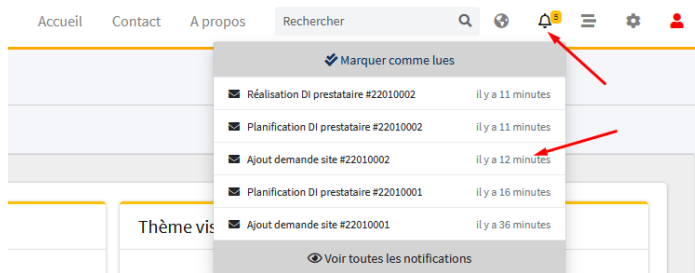 Accueil Contact A propos Rechercher 5
Marquer comme lues
Réalisation DI prestataire #22010002 il y a 11 minutes
Planification DI prestataire #22010002 il y a 11 minutes
Ajout demande site #22010002 il y a 12 minutes
Planification DI prestataire #22010001 il y a 16 minutes
Thème vis
Ajout demande site #22010001 il y a 36 minutes
Voir toutes les notifications